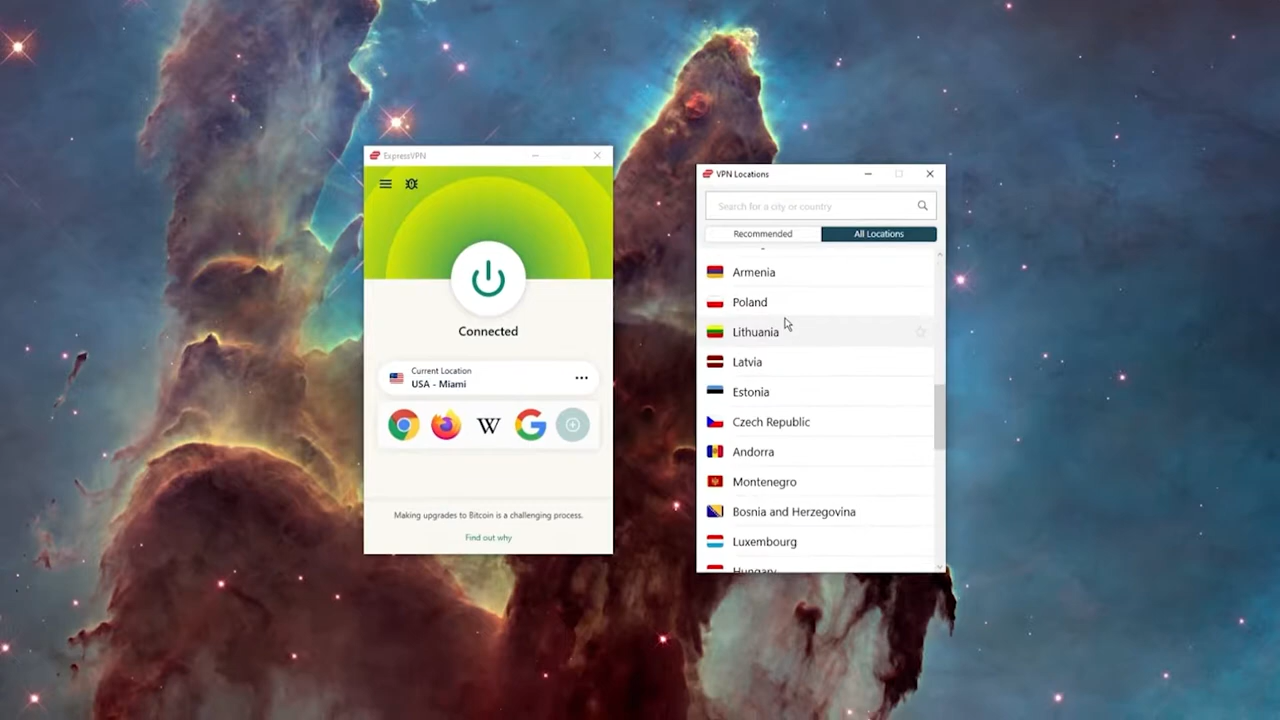 ExpressVPN
Connected
Current Location
USA - Miami
W
Making upgrades to Bitcoin is a challenging process.
Find out why
VPN Locations
Search for a city or country
Recommended
All Locations
Armenia
Poland
Lithuania
Latvia
Estonia
Czech Republic
Andorra
Montenegro
Bosnia and Herzegovina
Luxembourg
Hungary